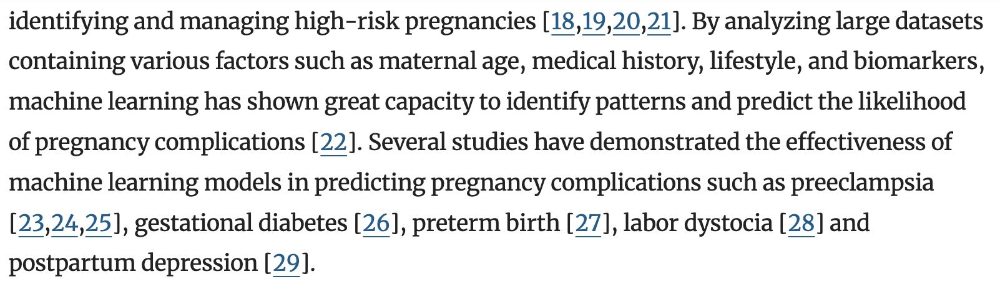 identifying and managing high-risk pregnancies [18,19,20,21]. By analyzing large datasets
containing various factors such as maternal age, medical history, lifestyle, and biomarkers,
machine learning has shown great capacity to identify patterns and predict the likelihood
of pregnancy complications [22]. Several studies have demonstrated the effectiveness of
machine learning models in predicting pregnancy complications such as preeclampsia
[23,24,25], gestational diabetes [26], preterm birth [27], labor dystocia [28] and
postpartum depression [29].